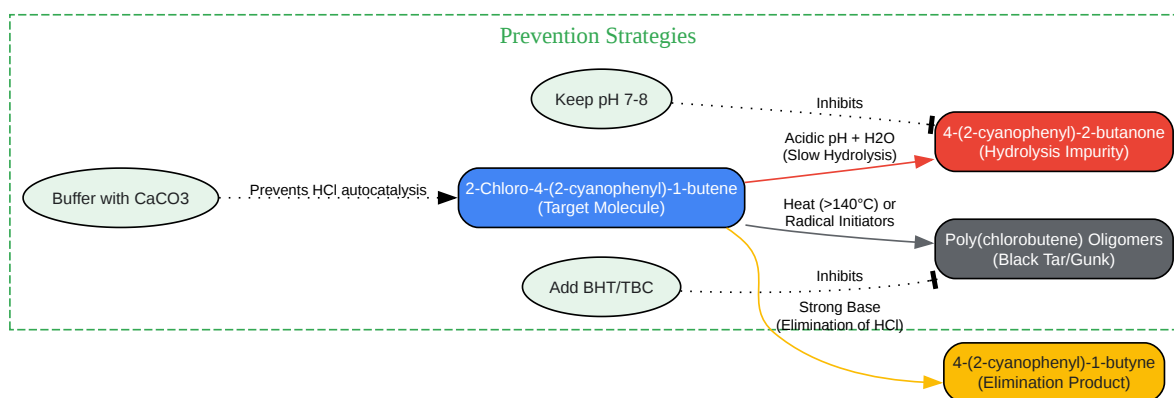 Prevention Strategies
Keep pH 7-8
Inhibits
4-(2-cyanophenyl)-2-butanone
(Hydrolysis Impurity)
Acidic pH + H2O
(Slow Hydrolysis)
Buffer with CaCO3
Prevents HCl autocatalysis
2-Chloro-4-(2-cyanophenyl)-1-butene
(Target Molecule)
Heat (>140°C) or
Radical Initiators
Poly(chlorobutene) Oligomers
(Black Tar/Gunk)
Add BHT/TBC
Inhibits
Strong Base
(Elimination of HCl)
4-(2-cyanophenyl)-1-butyne
(Elimination Product)